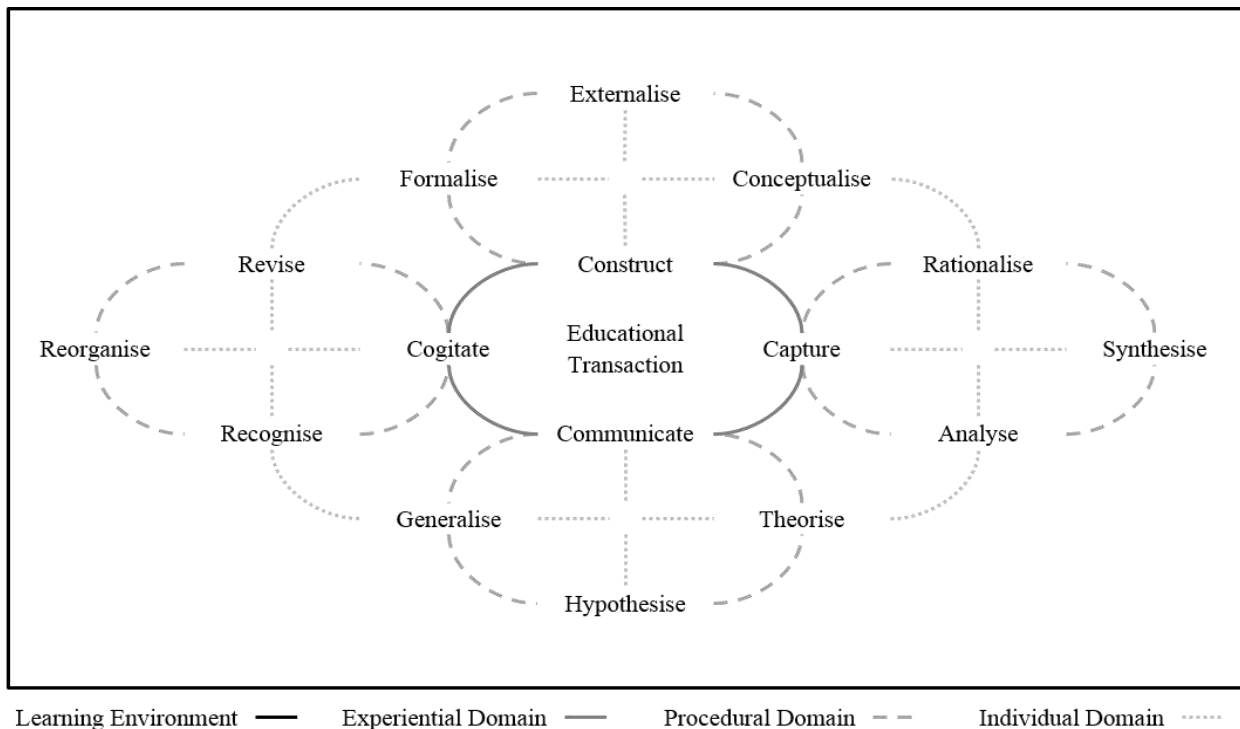 Externalise
Formalise
Conceptualise
Revise
Construct
Rationalise
Reorganise
Cogitate
Educational
Transaction
Capture
Synthesise
Recognise
Communicate
Analyse
Generalise
Theorise
Hypothesise
Learning Environment
Experiential Domain
Procedural Domain
Individual Domain